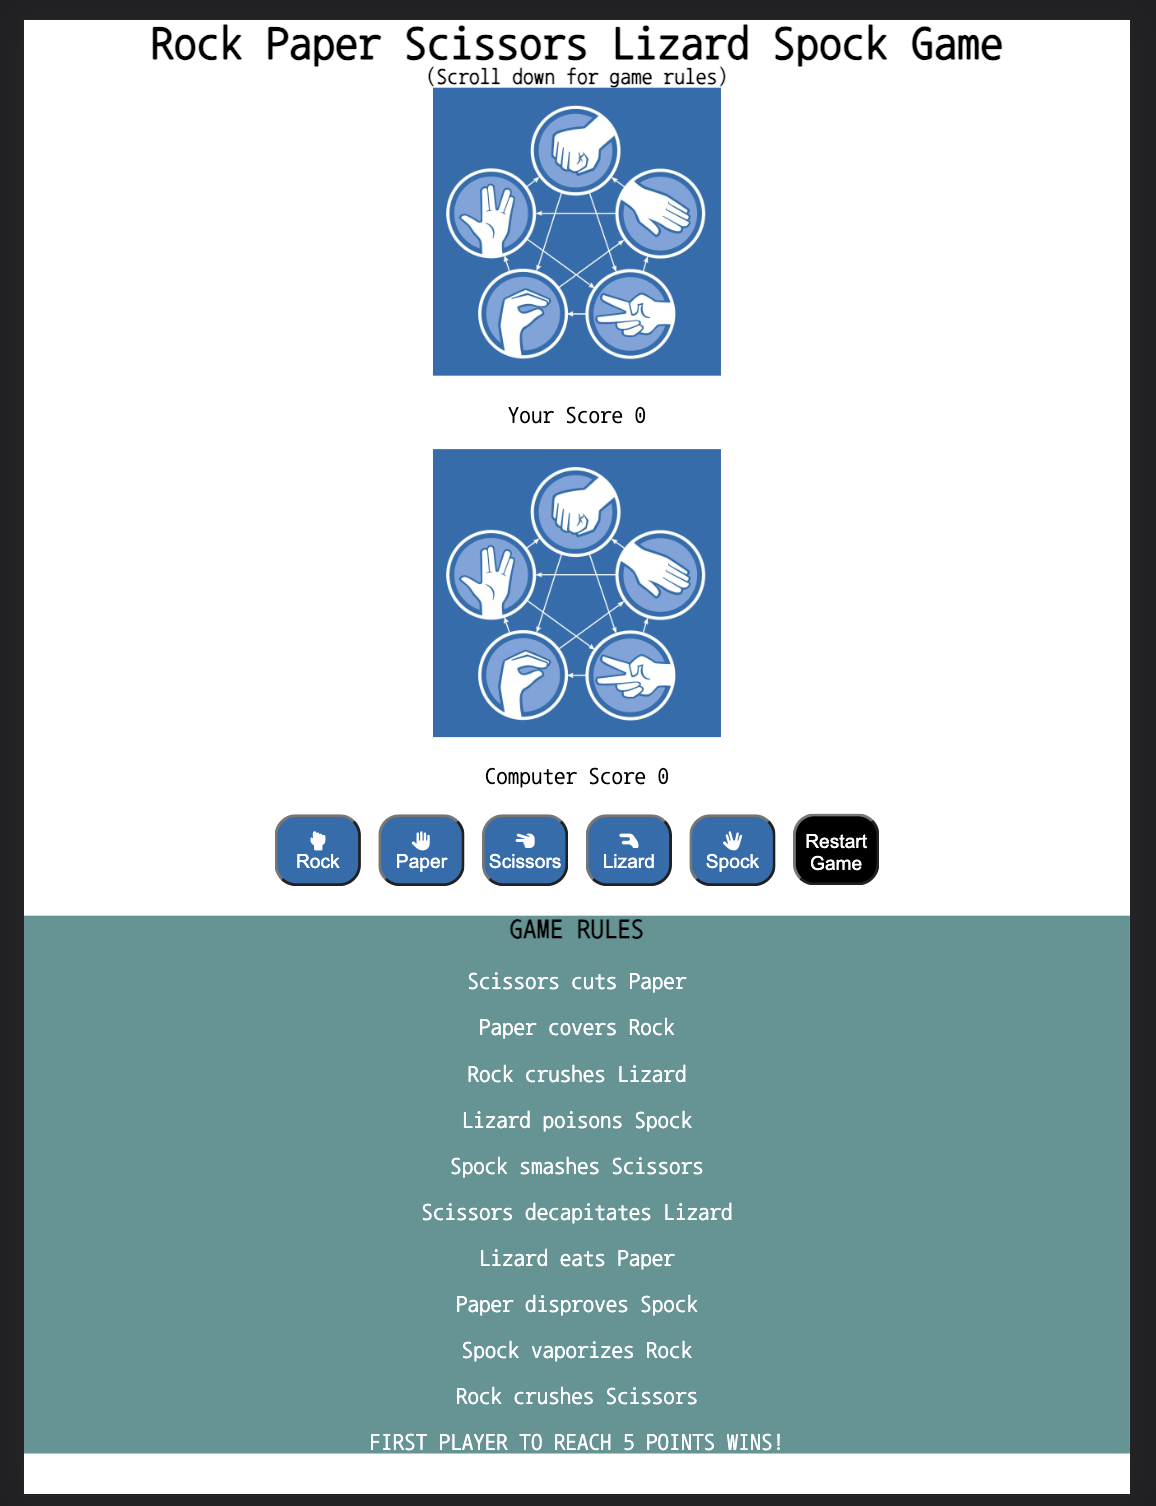 Rock Paper Scissors Lizard Spock Game
(Scroll down for game rules)
Your Score 0
Computer Score 0
Rock
Paper
Scissors
Lizard
Spock
Restart
Game
GAME RULES
Scissors cuts Paper
Paper covers Rock
Rock crushes Lizard
Lizard poisons Spock
Spock smashes Scissors
Scissors decapitates Lizard
Lizard eats Paper
Paper disproves Spock
Spock vaporizes Rock
Rock crushes Scissors
FIRST PLAYER TO REACH 5 POINTS WINS!